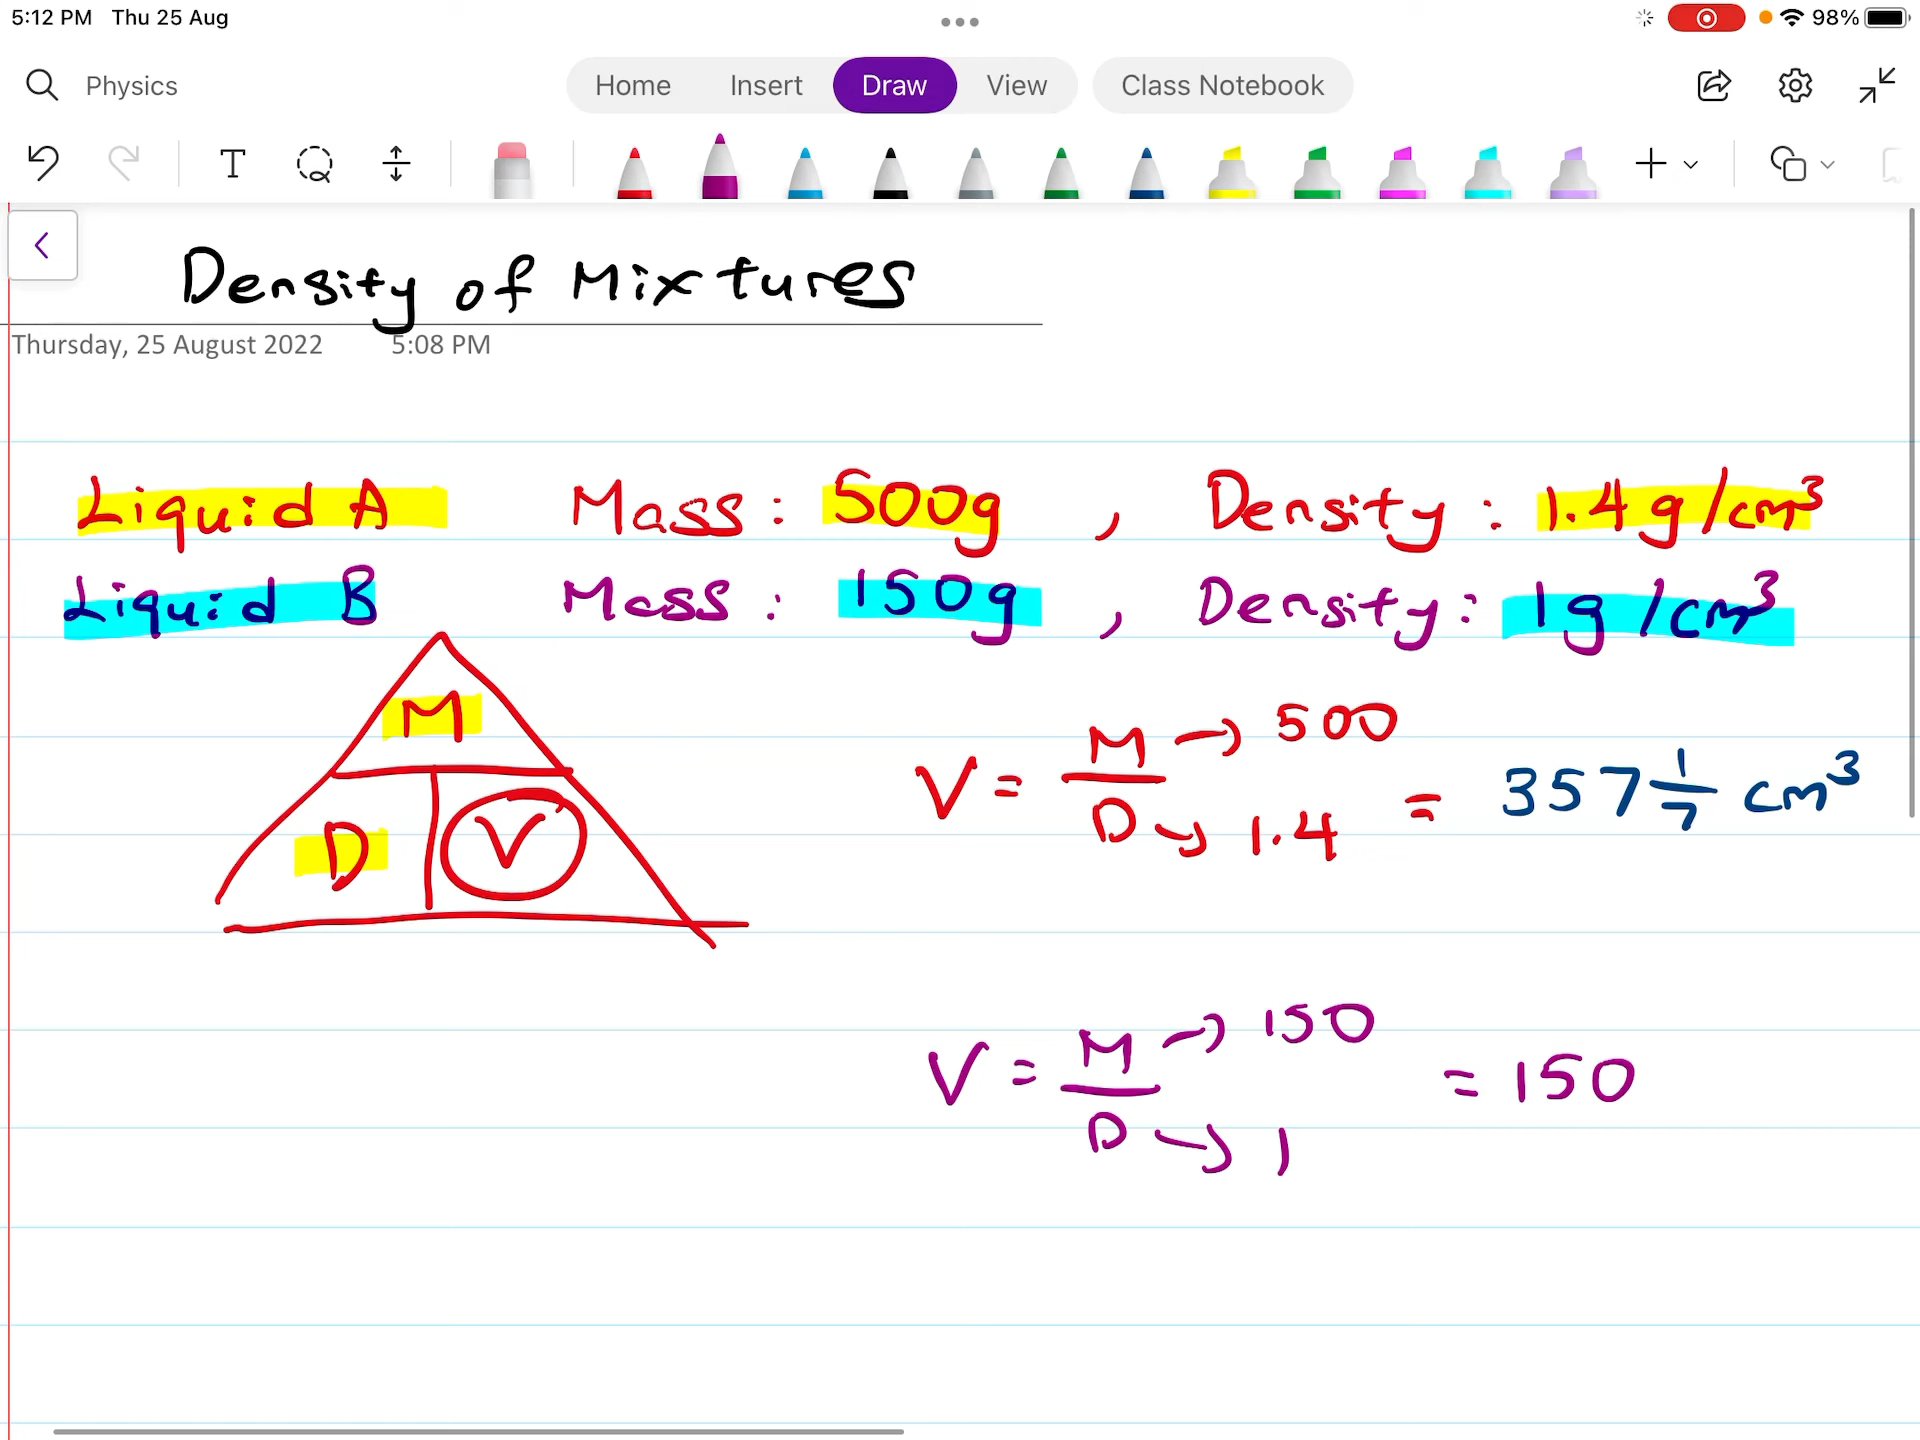 5:12 PM Thu 25 Aug 98%
Physics Home Insert Draw View Class Notebook
T
Density of Mixtures
Thursday, 25 August 2022 5:08 PM
Liquid A Mass : 500g , Density : 1.4 g/cm³
Liquid B Mass : 150g , Density : 1g/cm³
M
D V
V = M/D → 500 → 1.4 = 357 1/7 cm³
V = M/D → 150 → 1 = 150